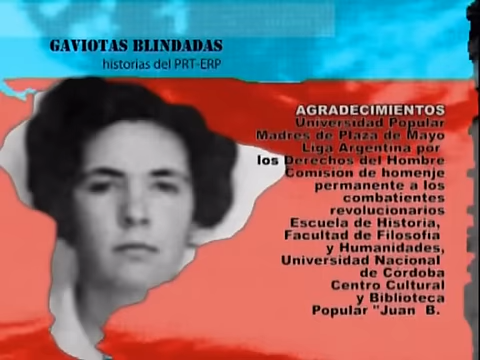 GAVIOTAS BLINDADAS
historias del PRT-ERP
AGRADECIMIENTOS
Universidad Popular
Madres de Plaza de Mayo
Liga Argentina por
los Derechos del Hombre
Comision de homenje
permanente a los
combatientes
revolucionarios
Escuela de Historia,
Facultad de Filosofia
y Humanidades,
Universidad Nacional
de Córdoba
Centro Cultural
y Biblioteca
Popular "Juan B.